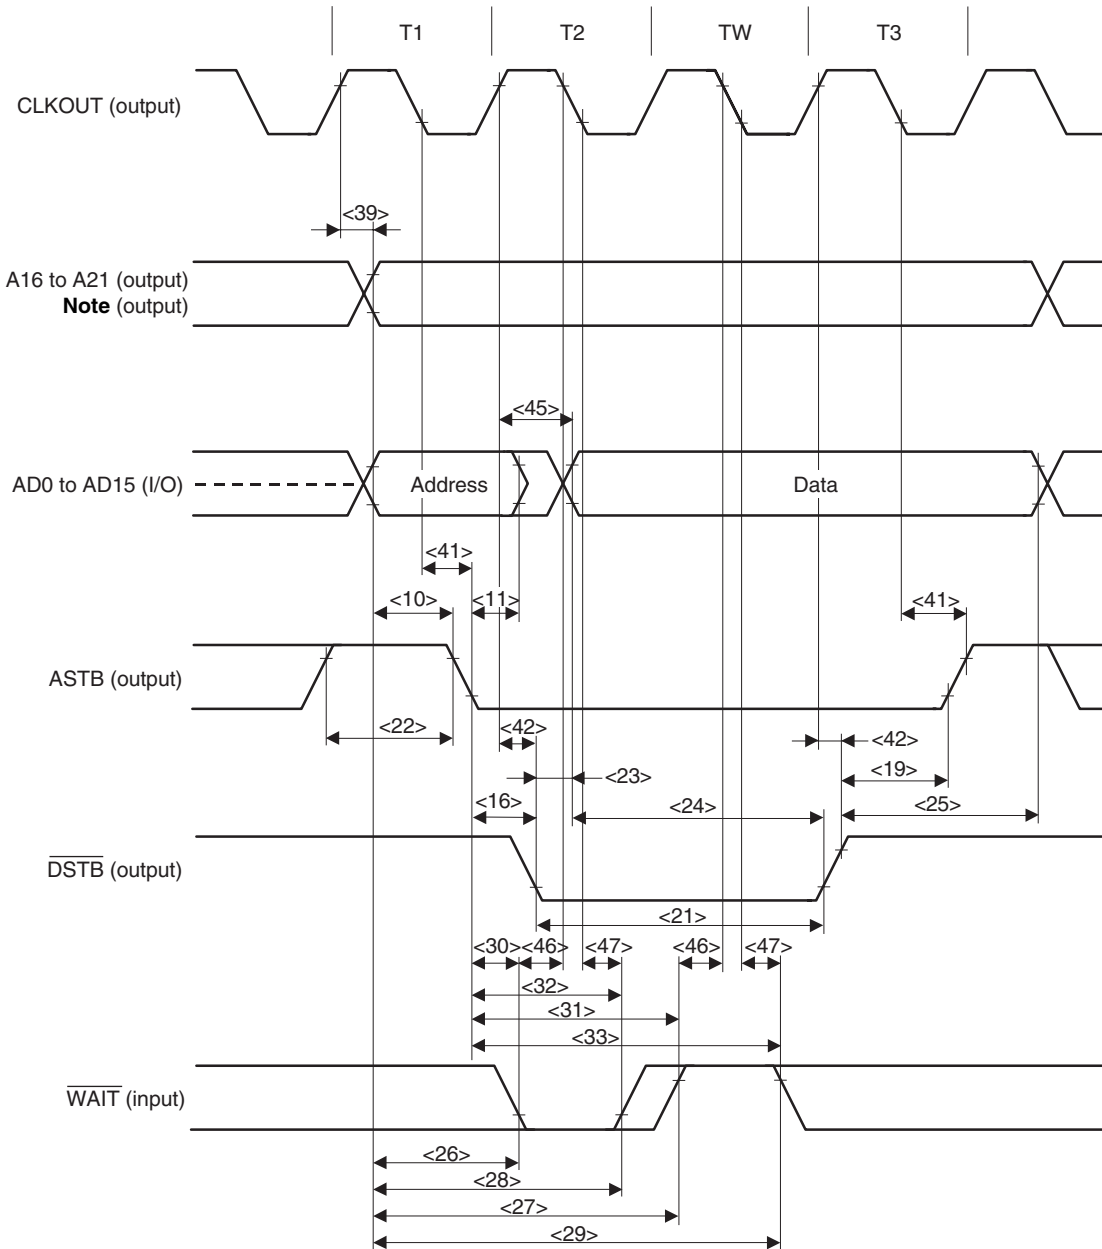 T1 T2 TW T3
CLKOUT (output)
<39>
A16 to A21 (output)
Note (output)
<45>
AD0 to AD15 (I/O) Address Data
<41>
<10> <11> <41>
ASTB (output)
<22> <42> <42>
<23> <19>
<16> <24> <25>
DSTB (output)
<21>
<30> <46> <47> <46> <47>
<32>
<31>
<33>
WAIT (input)
<26>
<28>
<27>
<29>